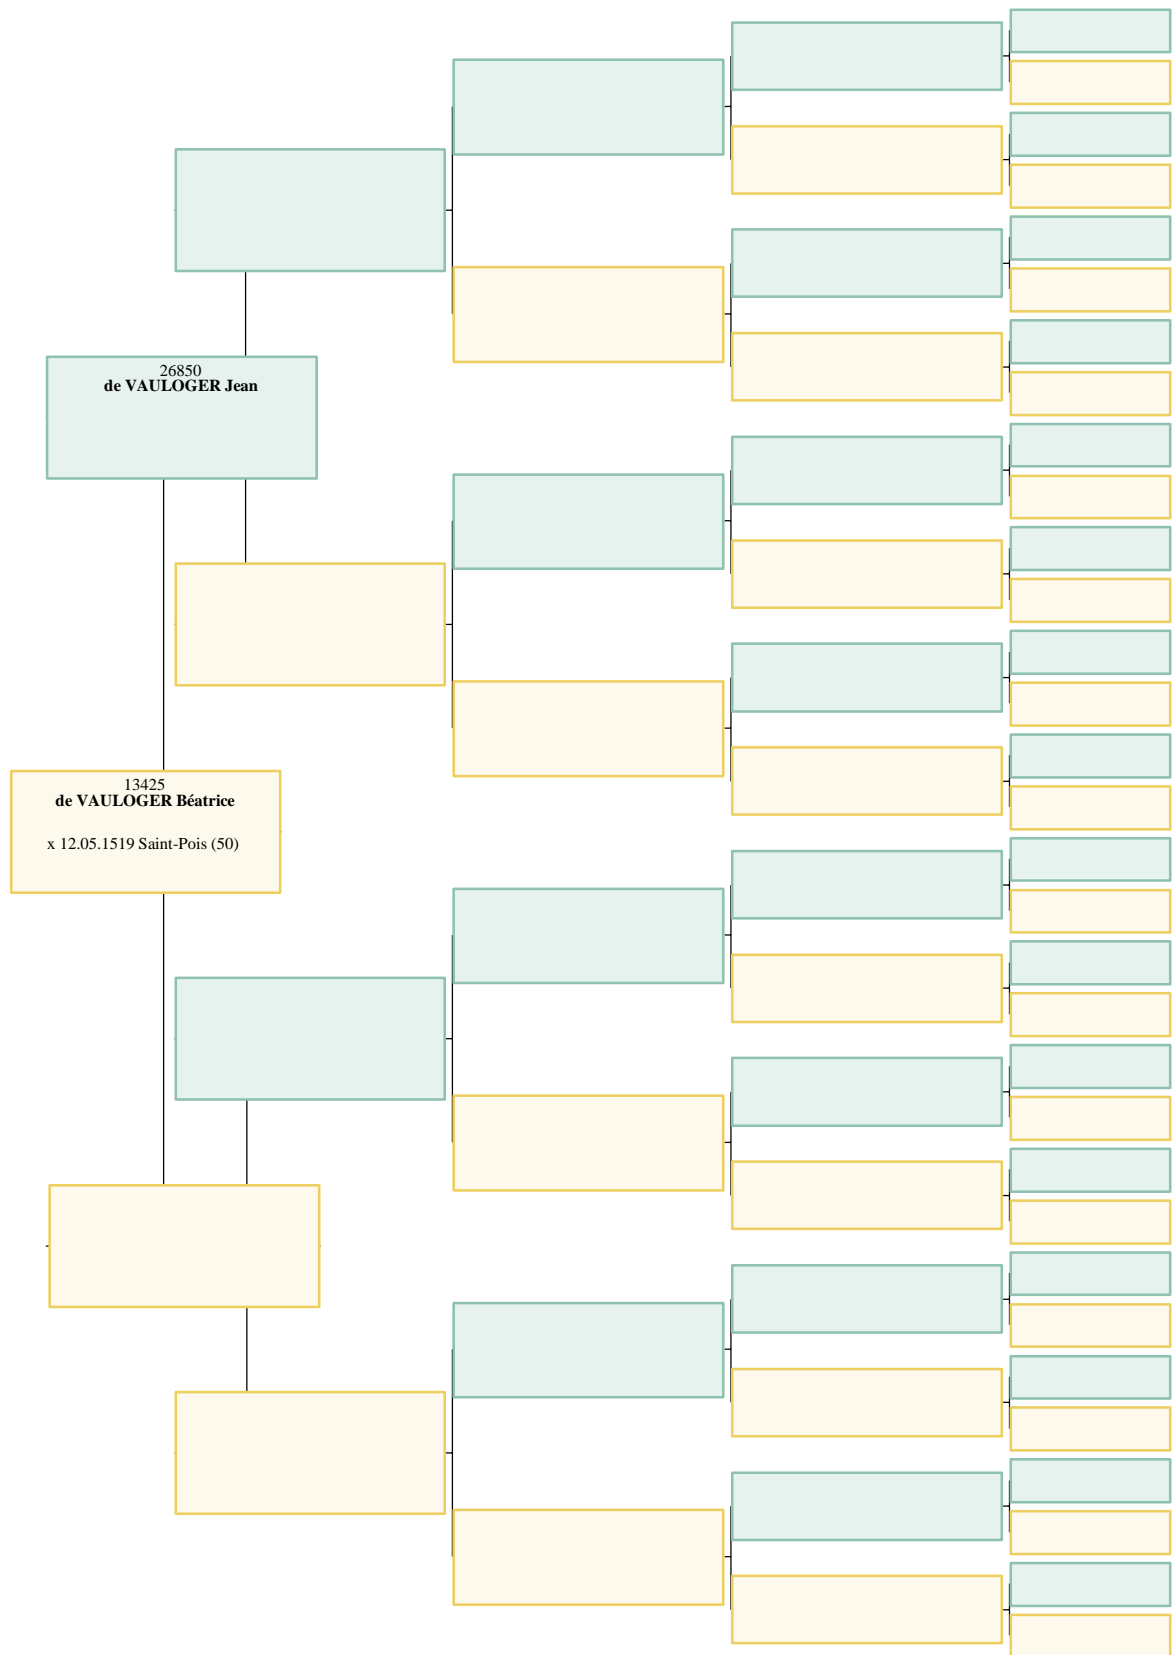 26850
de VAULOGER Jean
13425
de VAULOGER Béatrice
x 12.05.1519 Saint-Pois (50)